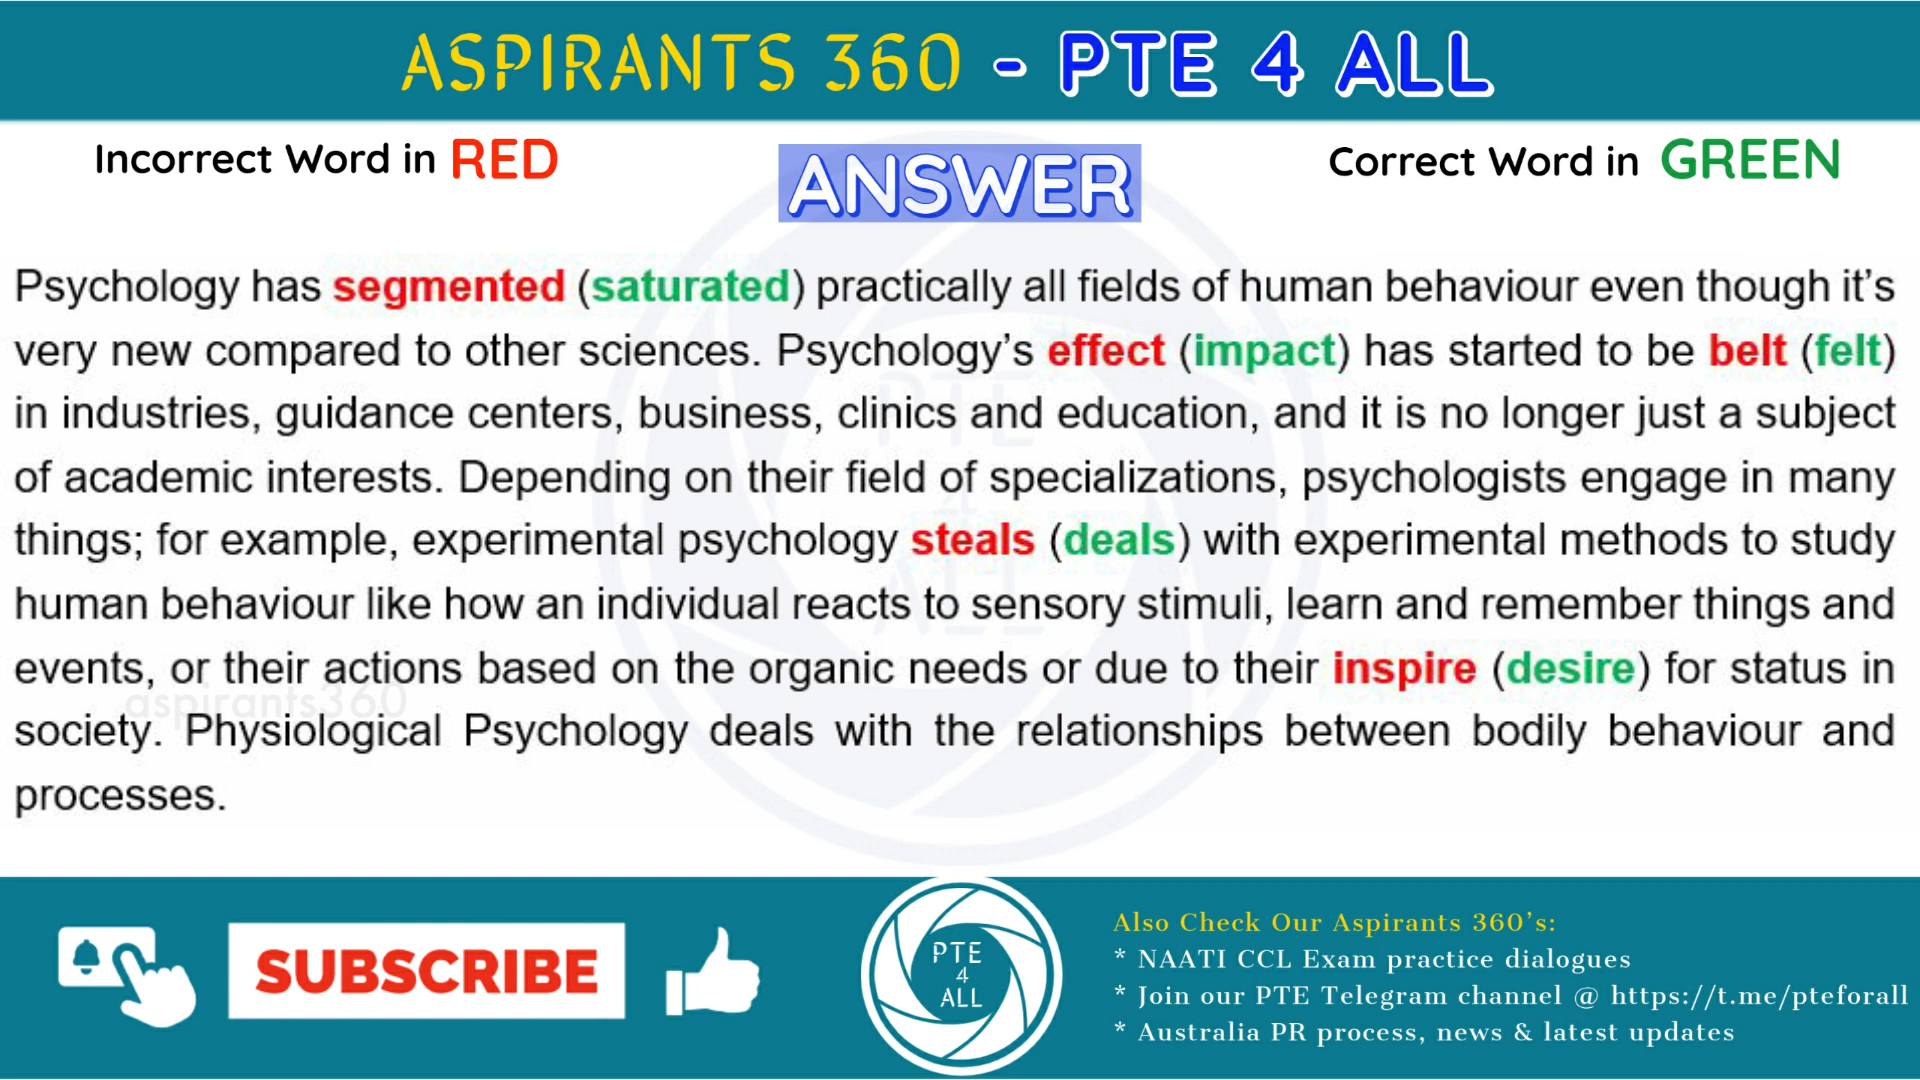 ASPIRANTS 360 - PTE 4 ALL
Incorrect Word in RED
ANSWER
Correct Word in GREEN
Psychology has segmented (saturated) practically all fields of human behaviour even though it's
very new compared to other sciences. Psychology's effect (impact) has started to be belt (felt)
in industries, guidance centers, business, clinics and education, and it is no longer just a subject
of academic interests. Depending on their field of specializations, psychologists engage in many
things; for example, experimental psychology steals (deals) with experimental methods to study
human behaviour like how an individual reacts to sensory stimuli, learn and remember things and
events, or their actions based on the organic needs or due to their inspire (desire) for status in
aspirants360
society. Physiological Psychology deals with the relationships between bodily behaviour and
processes.
SUBSCRIBE
PTE
4
ALL
Also Check Our Aspirants 360's:
* NAATI CCL Exam practice dialogues
* Join our PTE Telegram channel @ https://t.me/pteforall
* Australia PR process, news & latest updates
PTE
4
ALL